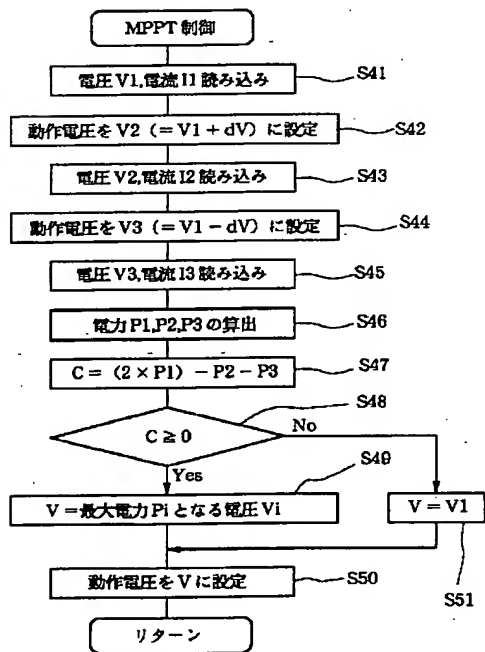 MPPT 制御
電圧 V1,電流 I1 読み込み
S41
動作電圧を V2 (= V1 + dV) に設定
S42
電圧 V2,電流 I2 読み込み
S43
動作電圧を V3 (= V1 − dV) に設定
S44
電圧 V3,電流 I3 読み込み
S45
電力 P1,P2,P3 の算出
S46
C = (2 × P1) − P2 − P3
S47
C ≧ 0
S48
No
Yes
V =最大電力 Pi となる電圧 Vi
S49
V = V1
S51
動作電圧を V に設定
S50
リターン